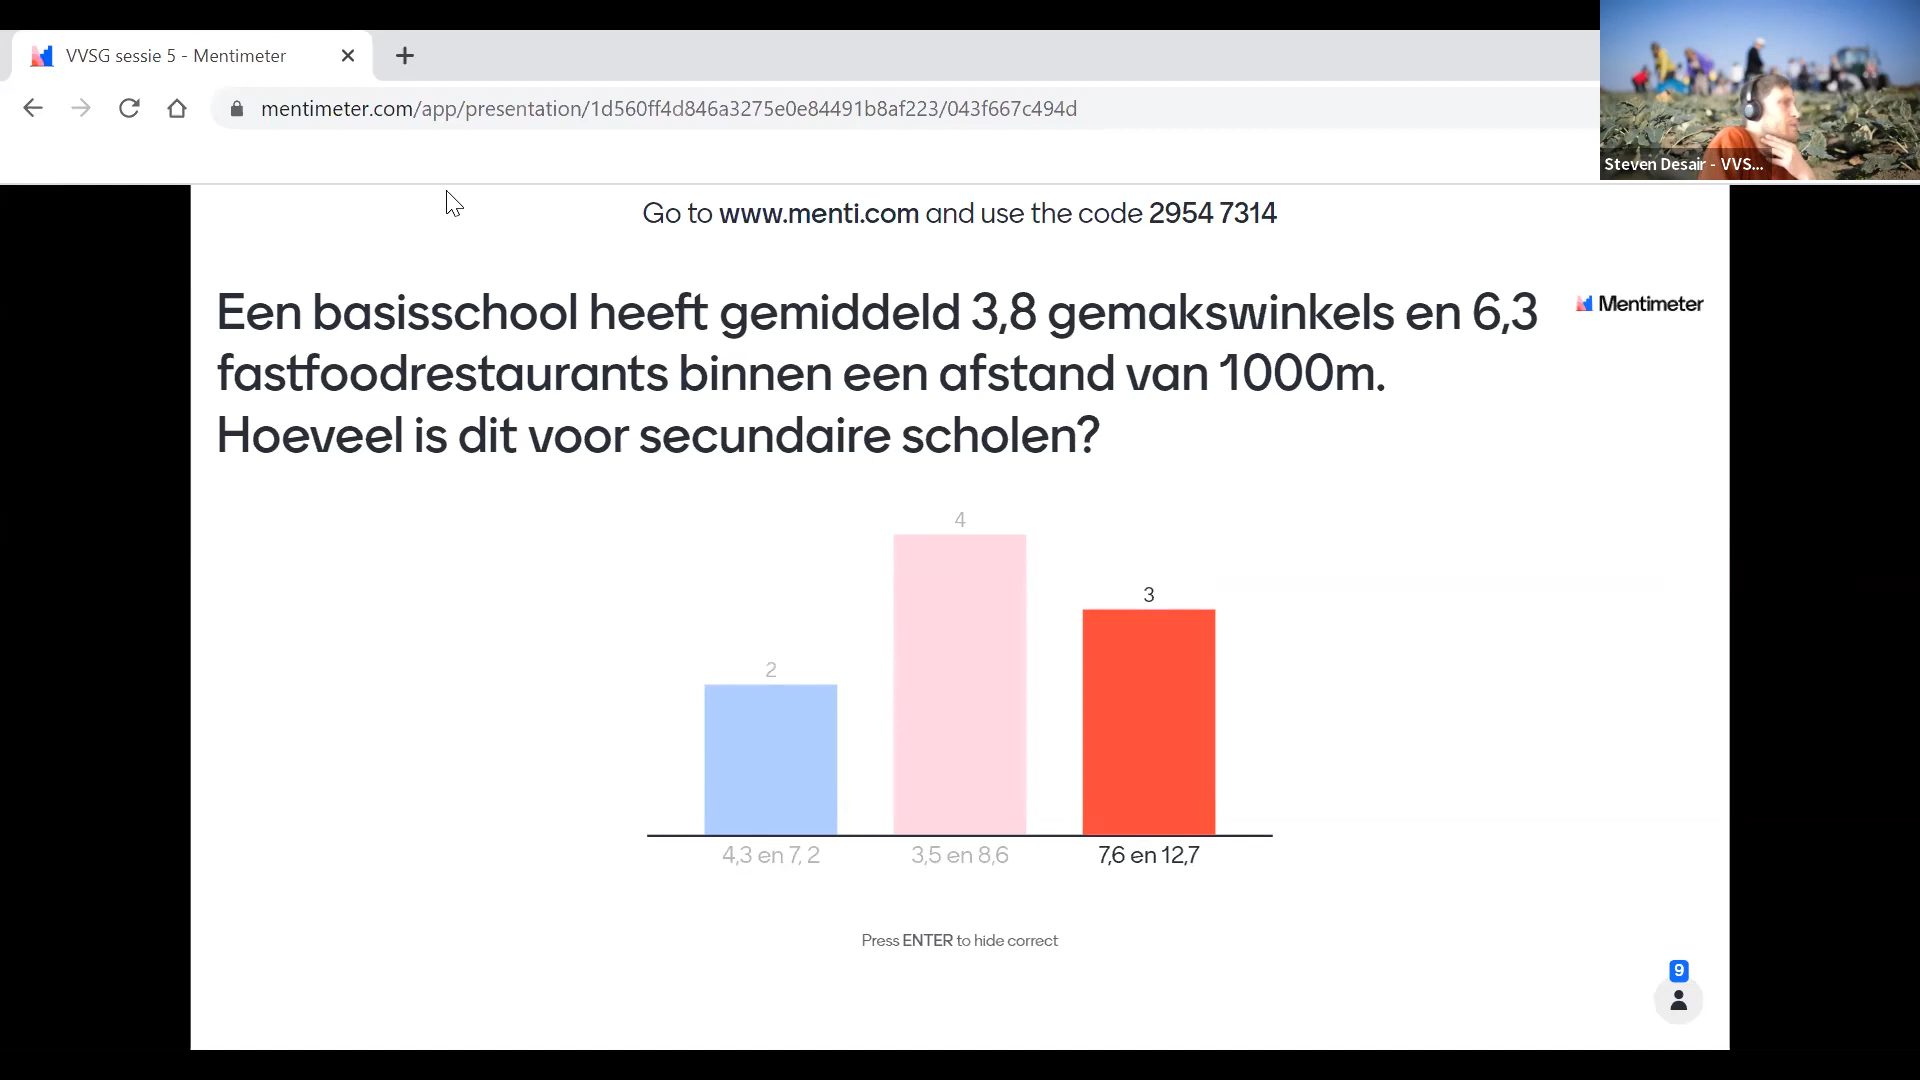 VVSG sessie 5 - Mentimeter
mentimeter.com/app/presentation/1d560ff4d846a3275e0e84491b8af223/043f667c494d
Steven Desair - VVS...
Go to www.menti.com and use the code 2954 7314
Een basisschool heeft gemiddeld 3,8 gemakswinkels en 6,3
fastfoodrestaurants binnen een afstand van 1000m.
Hoeveel is dit voor secundaire scholen?
Mentimeter
4
3
2
4,3 en 7, 2
3,5 en 8,6
7,6 en 12,7
Press ENTER to hide correct
9